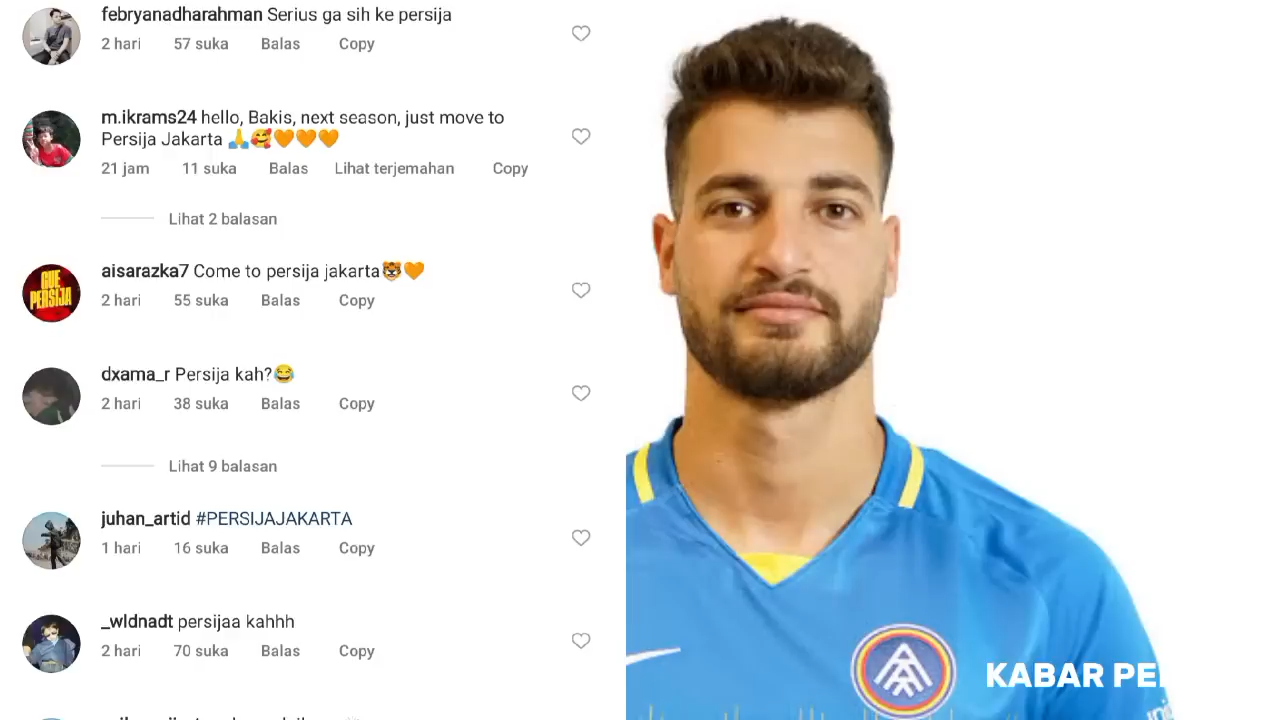 febryanadharahman Serius ga sih ke persija
2 hari 57 suka Balas Copy
m.ikrams24 hello, Bakis, next season, just move to
Persija Jakarta 🙏🥰🧡🧡🧡
21 jam 11 suka Balas Lihat terjemahan Copy
Lihat 2 balasan
GUE
PERSIJA
aisarazka7 Come to persija jakarta🐯🧡
2 hari 55 suka Balas Copy
dxama_r Persija kah?😂
2 hari 38 suka Balas Copy
Lihat 9 balasan
juhan_artid #PERSIJAJAKARTA
1 hari 16 suka Balas Copy
_wldnadt persijaa kahhh
2 hari 70 suka Balas Copy
KABAR PE